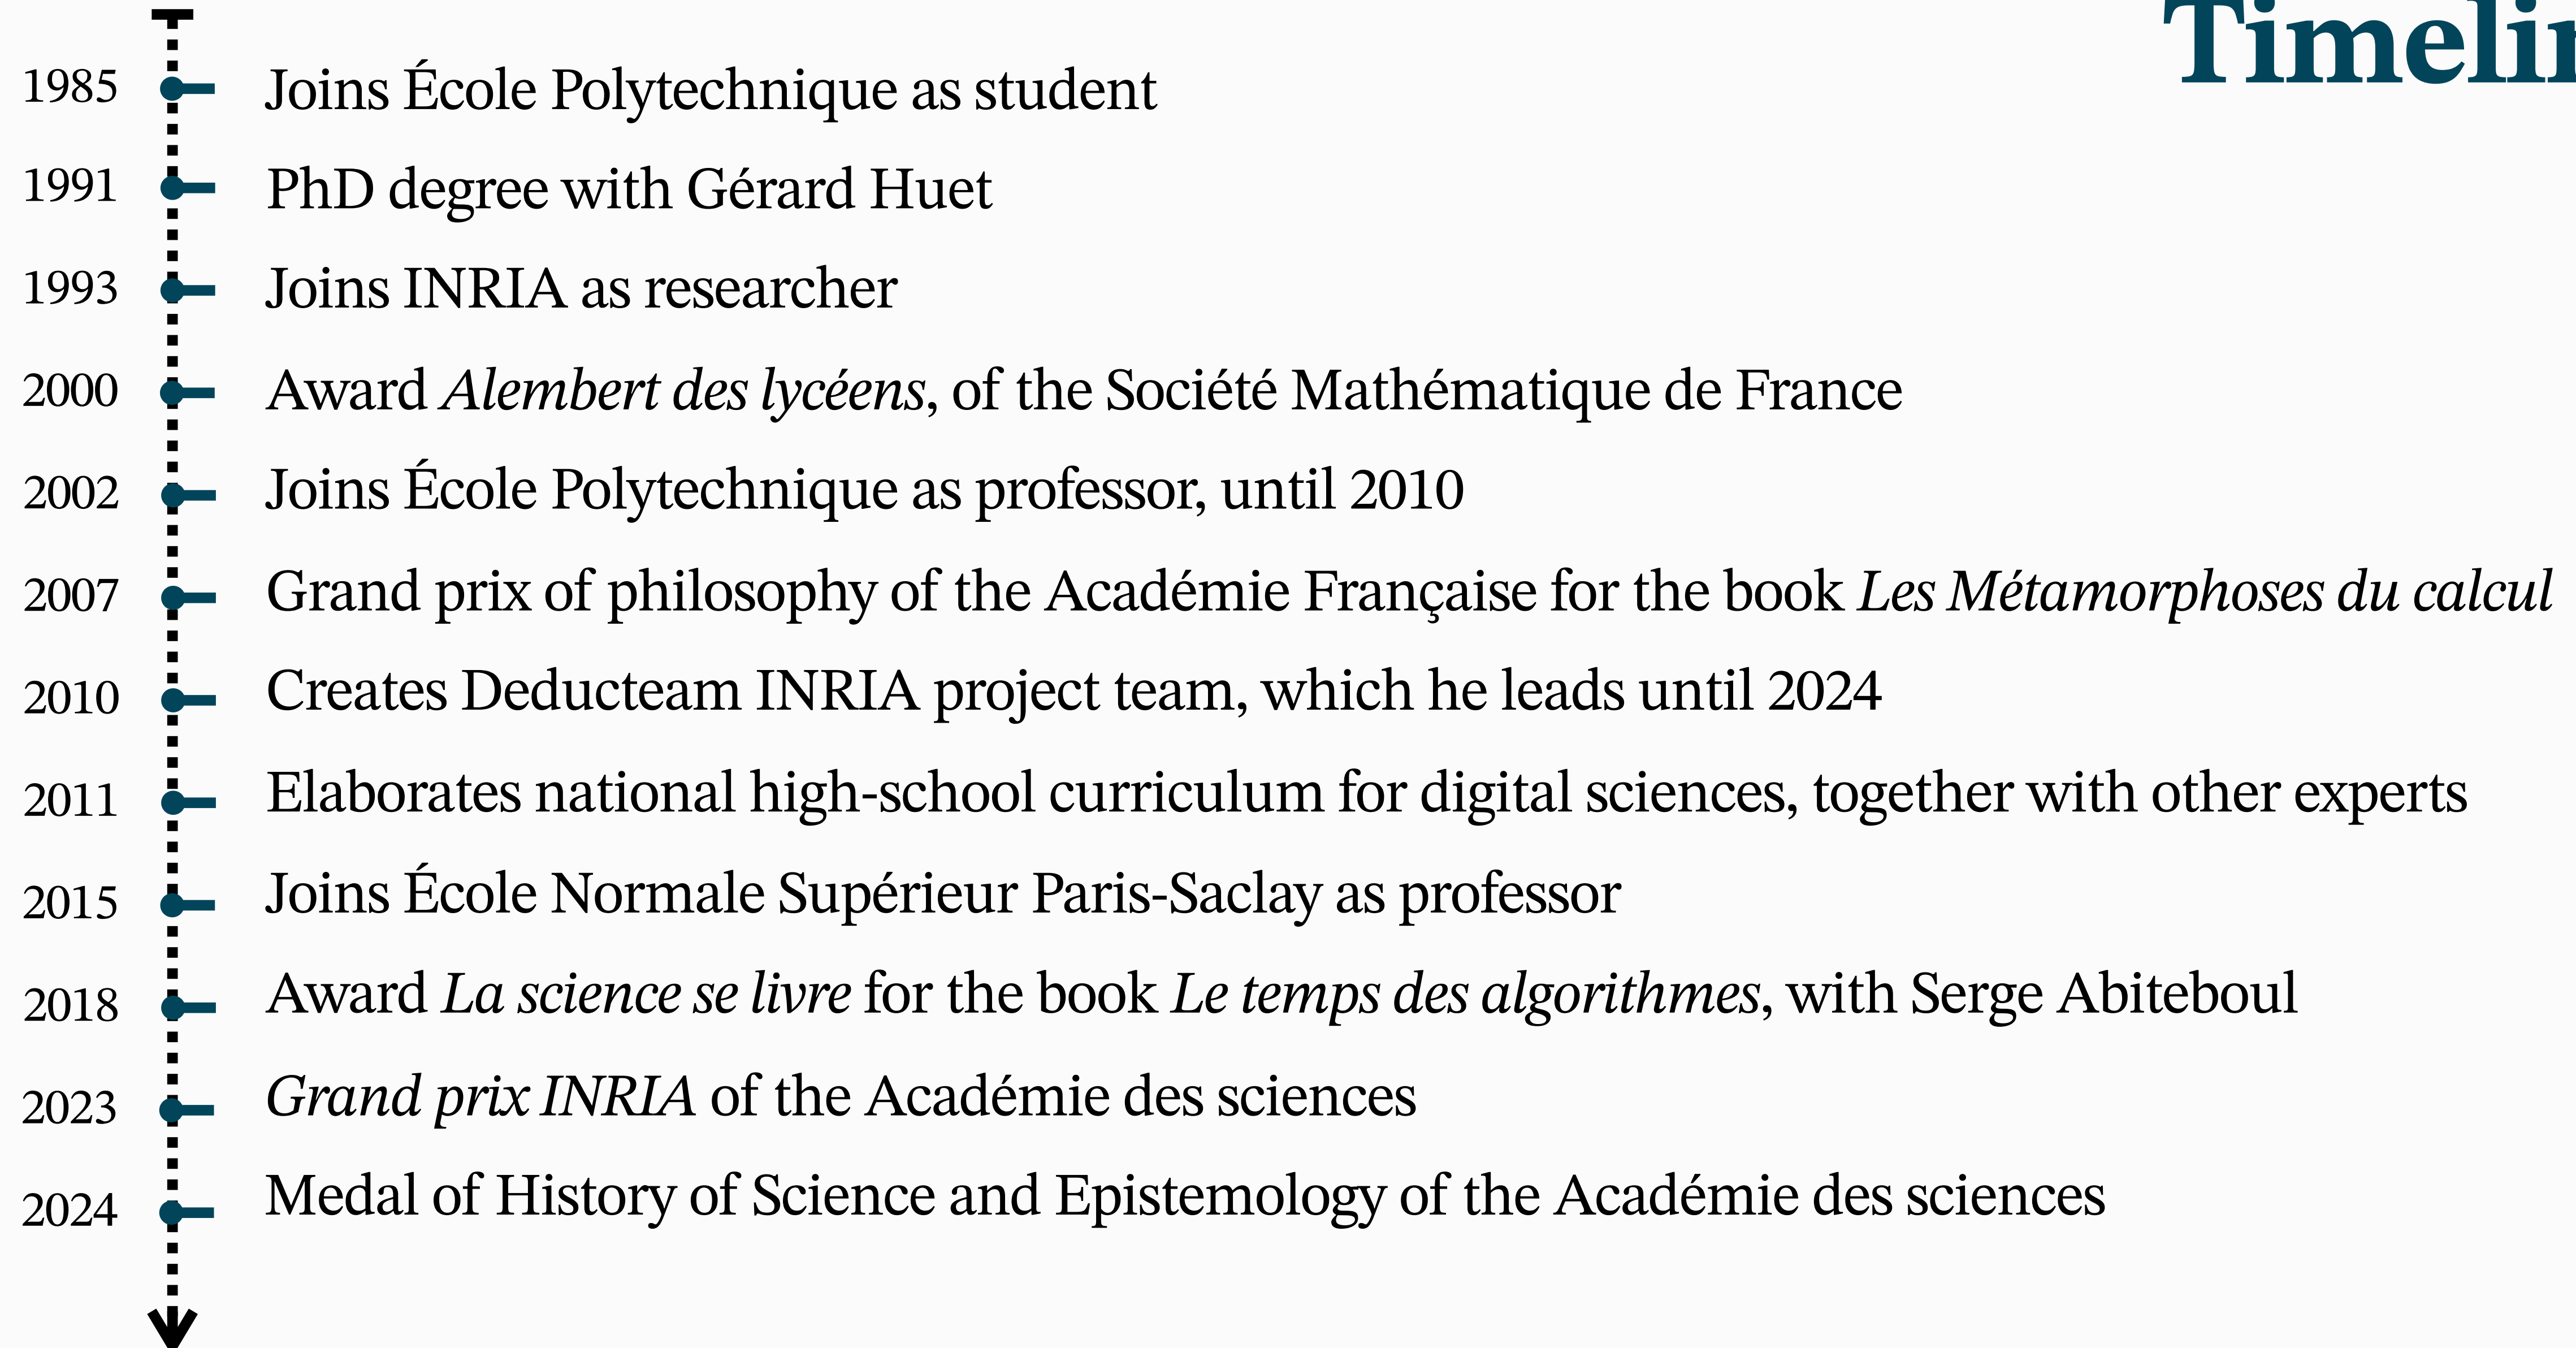 Timelin
1985 Joins École Polytechnique as student
1991 PhD degree with Gérard Huet
1993 Joins INRIA as researcher
2000 Award Alembert des lycéens, of the Société Mathématique de France
2002 Joins École Polytechnique as professor, until 2010
2007 Grand prix of philosophy of the Académie Française for the book Les Métamorphoses du calcul
2010 Creates Deducteam INRIA project team, which he leads until 2024
2011 Elaborates national high-school curriculum for digital sciences, together with other experts
2015 Joins École Normale Supérieur Paris-Saclay as professor
2018 Award La science se livre for the book Le temps des algorithmes, with Serge Abiteboul
2023 Grand prix INRIA of the Académie des sciences
2024 Medal of History of Science and Epistemology of the Académie des sciences